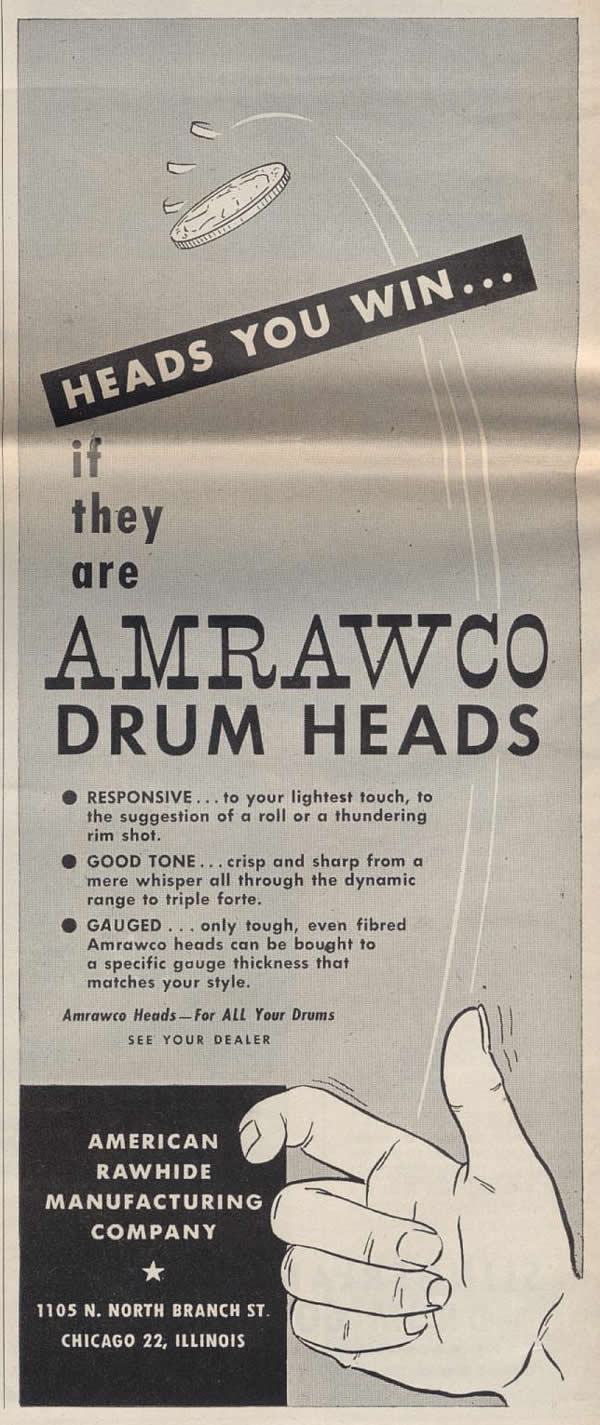 HEADS YOU WIN...
if
they
are
AMRAWCO
DRUM HEADS
● RESPONSIVE...to your lightest touch, to
the suggestion of a roll or a thundering
rim shot.
● GOOD TONE...crisp and sharp from a
mere whisper all through the dynamic
range to triple forte.
● GAUGED ... only tough, even fibred
Amrawco heads can be bought to
a specific gauge thickness that
matches your style.
Amrawco Heads—For ALL Your Drums
SEE YOUR DEALER
AMERICAN
RAWHIDE
MANUFACTURING
COMPANY
★
1105 N. NORTH BRANCH ST.
CHICAGO 22, ILLINOIS